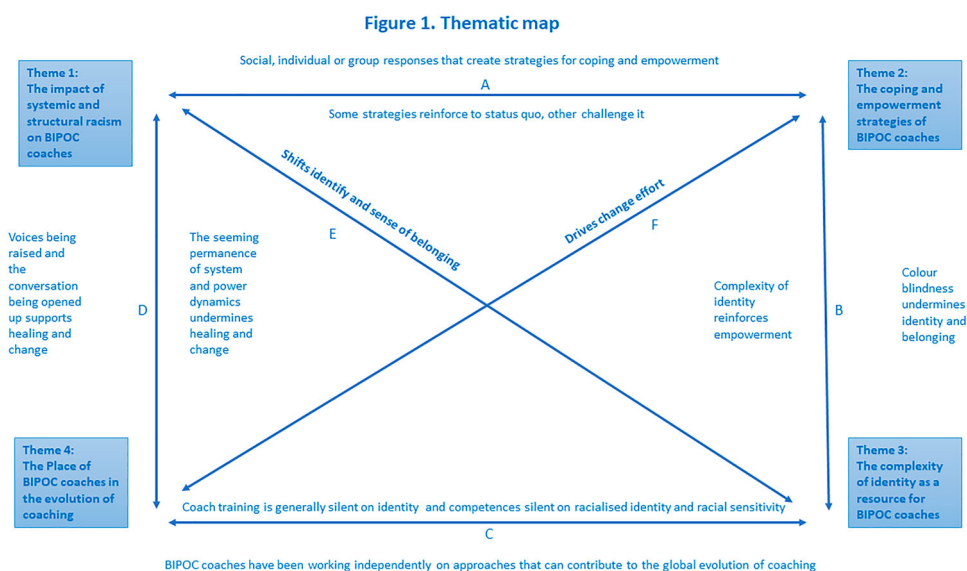 Figure 1. Thematic map
Social, individual or group responses that create strategies for coping and empowerment
A
Some strategies reinforce to status quo, other challenge it
Theme 1:
The impact of
systemic and
structural racism
on BIPOC
coaches
Theme 2:
The coping and
empowerment
strategies of
BIPOC coaches
Shifts identify and sense of belonging
E
Drives change effort
F
Voices being
raised and
the
conversation
being opened
up supports
healing and
change
D
The seeming
permanence
of system
and power
dynamics
undermines
healing and
change
Complexity of
identity
reinforces
empowerment
B
Colour
blindness
undermines
identity and
belonging
Theme 4:
The Place of
BIPOC coaches in
the evolution of
coaching
Theme 3:
The complexity
of identity as a
resource for
BIPOC coaches
Coach training is generally silent on identity and competences silent on racialised identity and racial sensitivity
C
BIPOC coaches have been working independently on approaches that can contribute to the global evolution of coaching